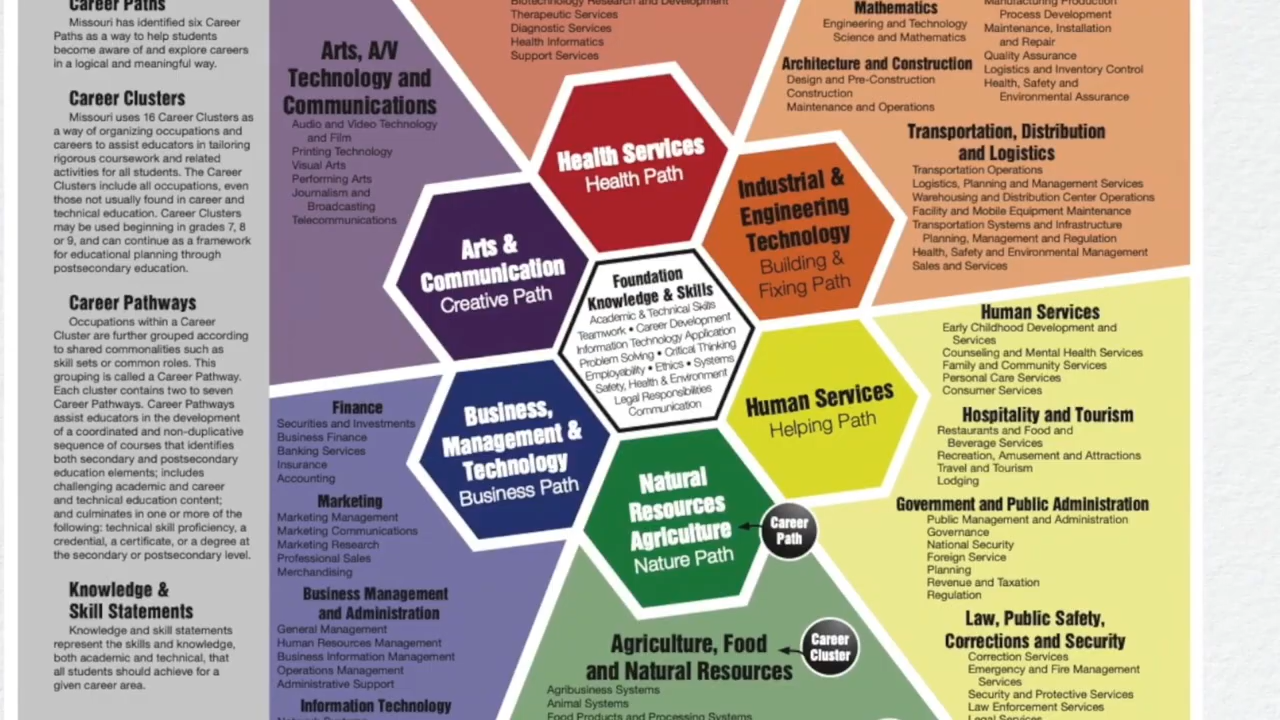 Career Paths
Missouri has identified six Career
Paths as a way to help students
become aware of and explore careers
in a logical and meaningful way.
Career Clusters
Missouri uses 16 Career Clusters as
a way of organizing occupations and
careers to assist educators in tailoring
rigorous coursework and related
activities for all students. The Career
Clusters include all occupations, even
those not usually found in career and
technical education. Career Clusters
may be used beginning in grades 7, 8
or 9, and can continue as a framework
for educational planning through
postsecondary education.
Career Pathways
Occupations within a Career
Cluster are further grouped according
to shared commonalities such as
skill sets or common roles. This
grouping is called a Career Pathway.
Each cluster contains two to seven
Career Pathways. Career Pathways
assist educators in the development
of a coordinated and non-duplicative
sequence of courses that identifies
both secondary and postsecondary
education elements; includes
challenging academic and career
and technical education content;
and culminates in one or more of the
following: technical skill proficiency, a
credential, a certificate, or a degree at
the secondary or postsecondary level.
Knowledge &
Skill Statements
Knowledge and skill statements
represent the skills and knowledge,
both academic and technical, that
all students should achieve for a
given career area.
Arts, A/V
Technology and
Communications
Audio and Video Technology
and Film
Printing Technology
Visual Arts
Performing Arts
Journalism and
Broadcasting
Telecommunications
Biotechnology Research and Development
Therapeutic Services
Diagnostic Services
Health Informatics
Support Services
Mathematics
Engineering and Technology
Science and Mathematics
Architecture and Construction
Design and Pre-Construction
Construction
Maintenance and Operations
Manufacturing Production
Process Development
Maintenance, Installation
and Repair
Quality Assurance
Logistics and Inventory Control
Health, Safety and
Environmental Assurance
Transportation, Distribution
and Logistics
Transportation Operations
Logistics, Planning and Management Services
Warehousing and Distribution Center Operations
Facility and Mobile Equipment Maintenance
Transportation Systems and Infrastructure
Planning, Management and Regulation
Health, Safety and Environmental Management
Sales and Services
Health Services
Health Path
Industrial &
Engineering
Technology
Building &
Fixing Path
Arts &
Communication
Creative Path
Foundation
Knowledge & Skills
Academic & Technical Skills
Teamwork • Career Development
Information Technology Application
Problem Solving • Critical Thinking
Employability • Ethics • Systems
Safety, Health & Environment
Legal Responsibilities
Communication
Human Services
Helping Path
Business,
Management &
Technology
Business Path
Natural
Resources
Agriculture
Nature Path
Career
Path
Human Services
Early Childhood Development and
Services
Counseling and Mental Health Services
Family and Community Services
Personal Care Services
Consumer Services
Hospitality and Tourism
Restaurants and Food and
Beverage Services
Recreation, Amusement and Attractions
Travel and Tourism
Lodging
Government and Public Administration
Public Management and Administration
Governance
National Security
Foreign Service
Planning
Revenue and Taxation
Regulation
Law, Public Safety,
Corrections and Security
Correction Services
Emergency and Fire Management
Services
Security and Protective Services
Law Enforcement Services
Legal Services
Finance
Securities and Investments
Business Finance
Banking Services
Insurance
Accounting
Marketing
Marketing Management
Marketing Communications
Marketing Research
Professional Sales
Merchandising
Business Management
and Administration
General Management
Human Resources Management
Business Information Management
Operations Management
Administrative Support
Information Technology
Network Systems
Agriculture, Food
and Natural Resources
Career
Cluster
Agribusiness Systems
Animal Systems
Food Products and Processing Systems